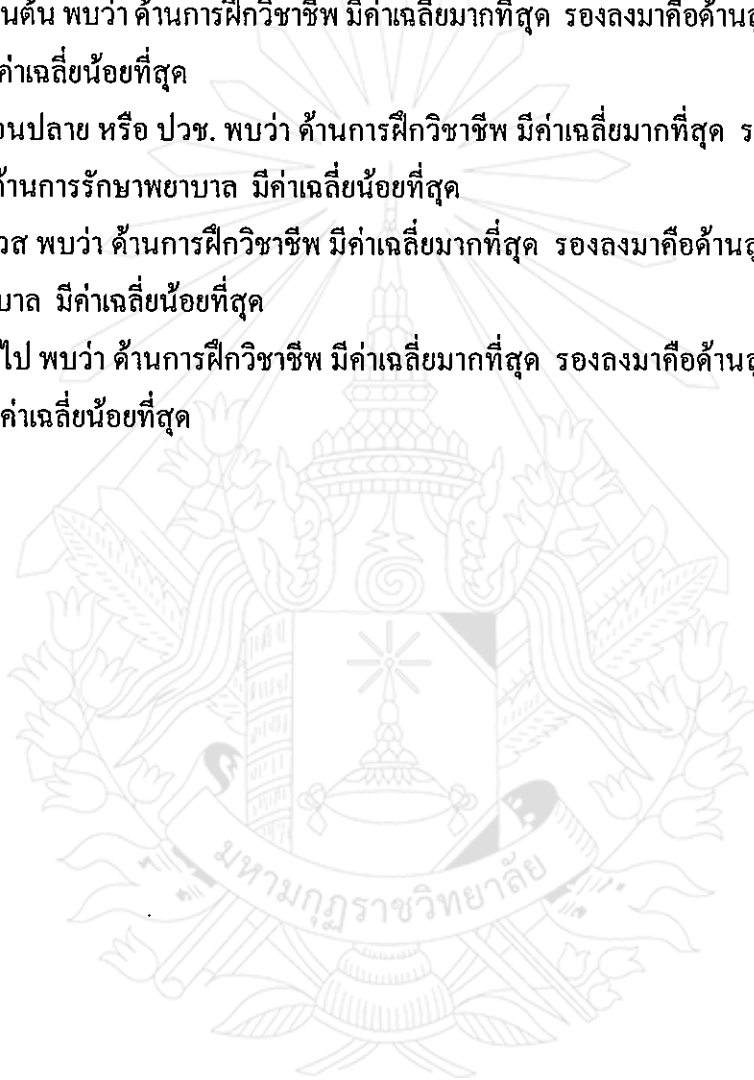 นต้น พบว่า ด้านการฝึกวิชาชีพ มีค่าเฉลี่ยมากที่สุด รองลงมาคือด้าน
ค่าเฉลี่ยน้อยที่สุด
อนปลาย หรือ ปวช. พบว่า ด้านการฝึกวิชาชีพ มีค่าเฉลี่ยมากที่สุด ร
ด้านการรักษาพยาบาล มีค่าเฉลี่ยน้อยที่สุด
วส พบว่า ด้านการฝึกวิชาชีพ มีค่าเฉลี่ยมากที่สุด รองลงมาคือด้าน
บาล มีค่าเฉลี่ยน้อยที่สุด
ไป พบว่า ด้านการฝึกวิชาชีพ มีค่าเฉลี่ยมากที่สุด รองลงมาคือด้าน
ค่าเฉลี่ยน้อยที่สุด
มหามกุฏราชวิทยาลัย